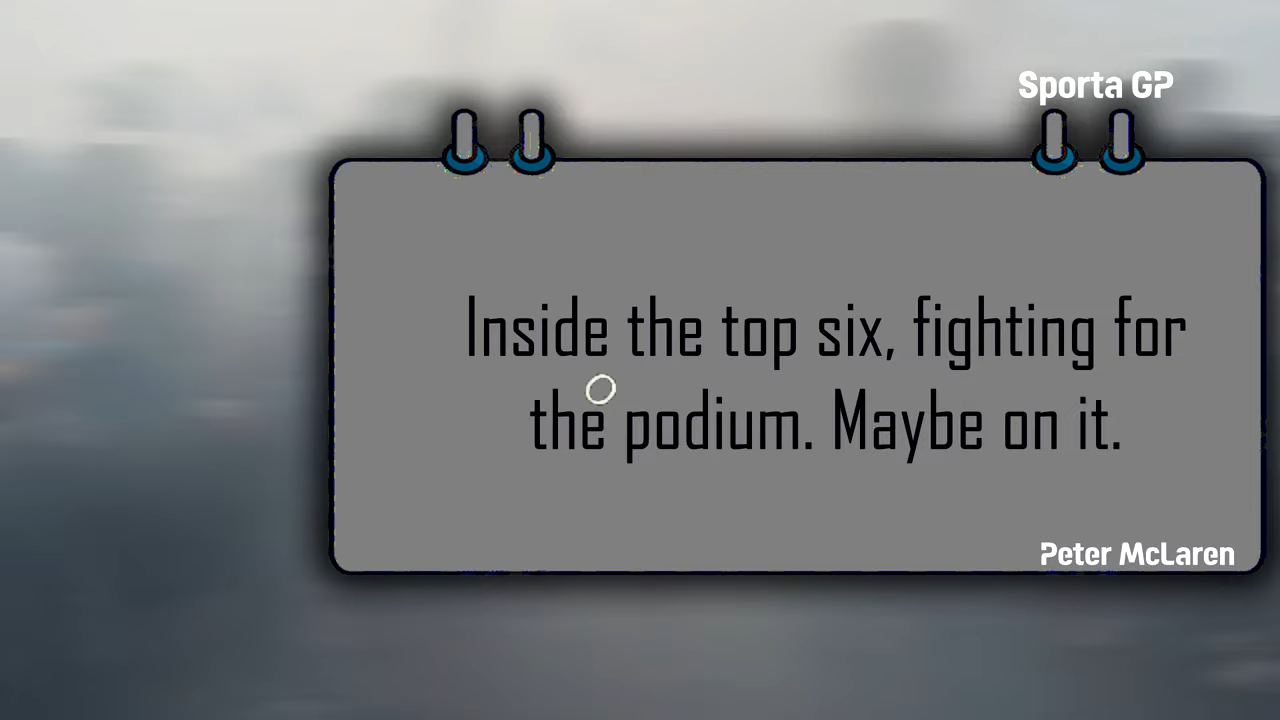 Sporta GP
Inside the top six, fighting for
the podium. Maybe on it.
Peter McLaren